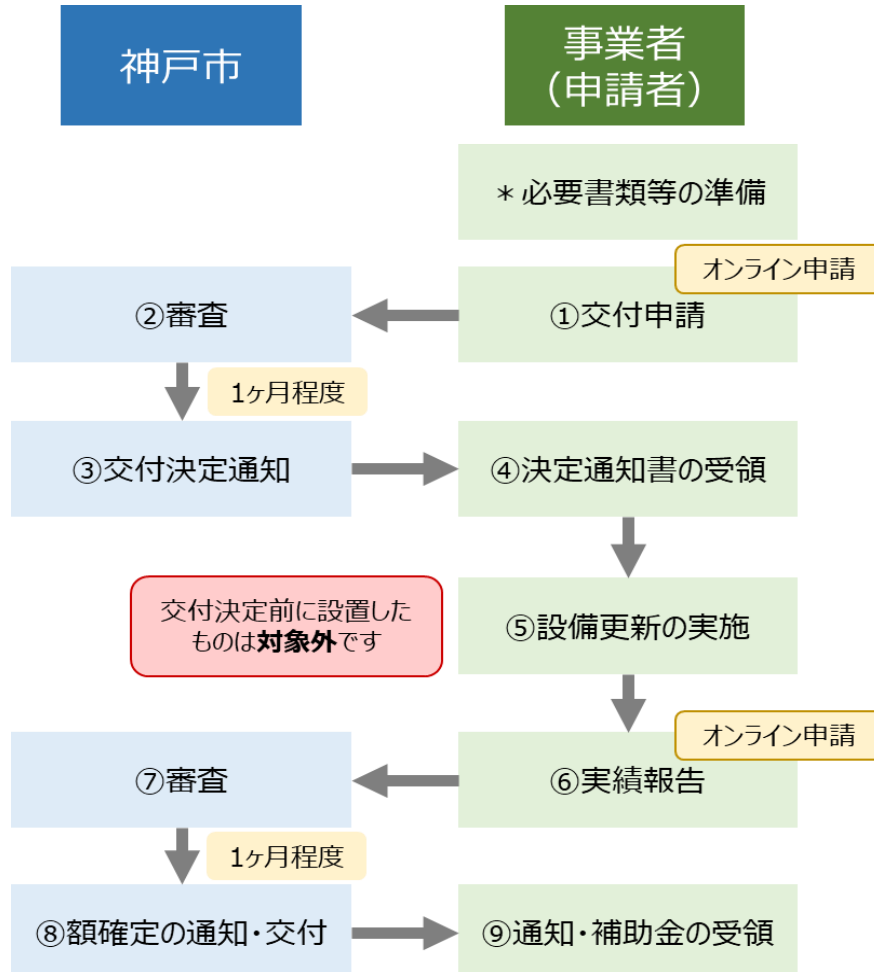 神戸市
事業者
（申請者）
＊必要書類等の準備
オンライン申請
②審査
①交付申請
1ヶ月程度
③交付決定通知
④決定通知書の受領
交付決定前に設置した
ものは対象外です
⑤設備更新の実施
オンライン申請
⑦審査
⑥実績報告
1ヶ月程度
⑧額確定の通知・交付
⑨通知・補助金の受領